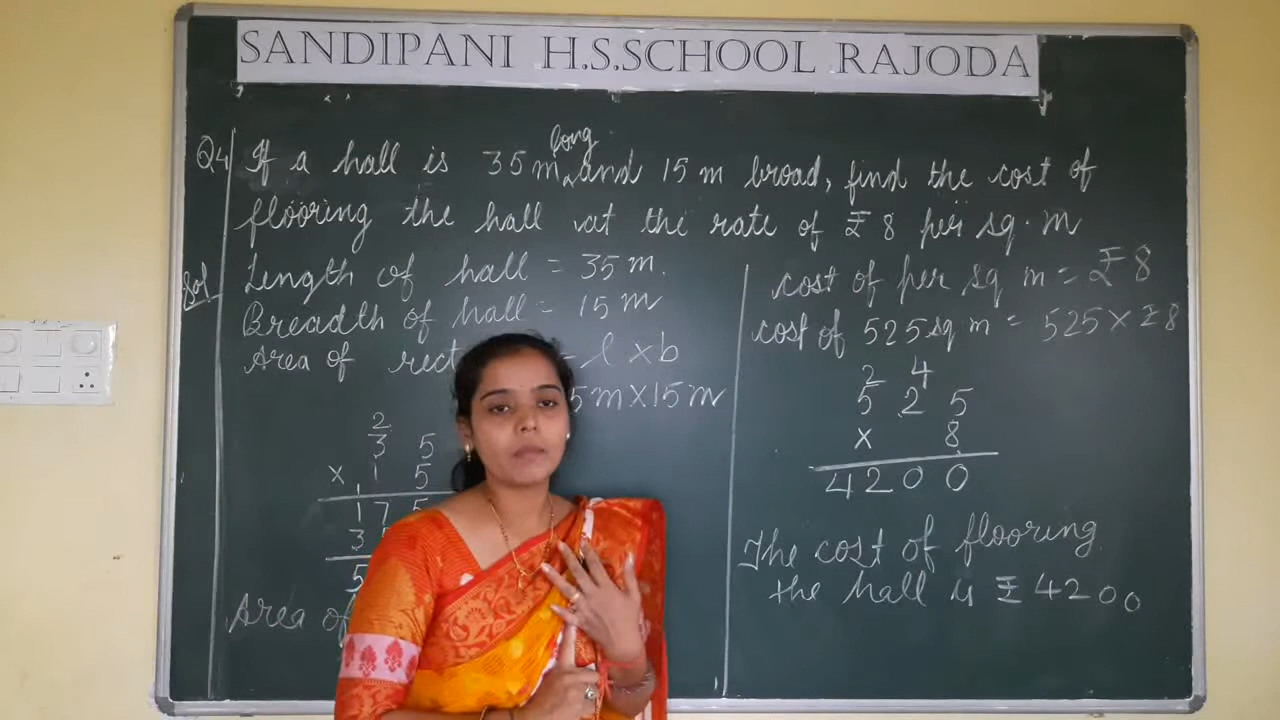 SANDIPANI H.S.SCHOOL RAJODA
Q4 If a hall is 35m long and 15 m broad, find the cost of
flooring the hall at the rate of ₹ 8 per sq. m
Sol. Length of hall = 35 m.
Breadth of hall = 15 m
Area of rect = l x b
5m x 15 m
2
3 5
x 1 5
1 7 5
3
5
Area of
cost of per sq m = ₹ 8
cost of 525 sq m = 525 x ₹ 8
2 4
5 2 5
x 8
4 2 0 0
The cost of flooring
the hall is ₹ 4200